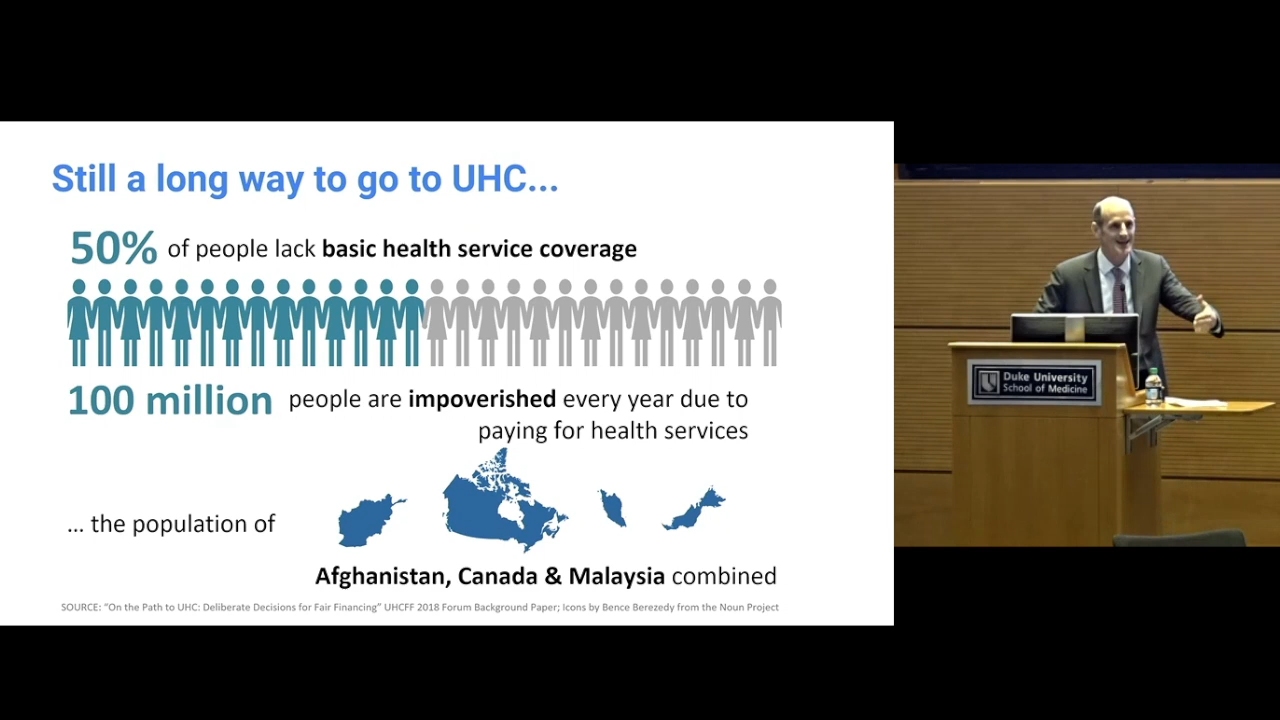 Still a long way to go to UHC...
50% of people lack basic health service coverage
100 million people are impoverished every year due to
paying for health services
... the population of
Afghanistan, Canada & Malaysia combined
SOURCE: "On the Path to UHC: Deliberate Decisions for Fair Financing" UHCFF 2018 Forum Background Paper; Icons by Bence Berezedy from the Noun Project
Duke University
School of Medicine